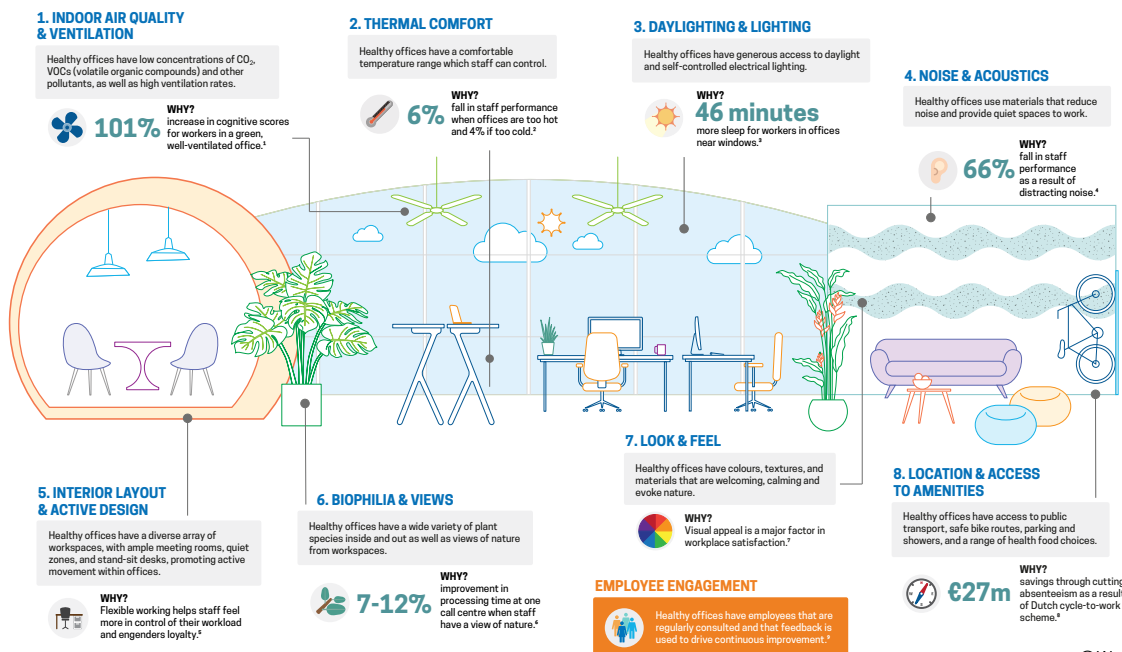 1. INDOOR AIR QUALITY
& VENTILATION
Healthy offices have low concentrations of CO₂,
VOCs (volatile organic compounds) and other
pollutants, as well as high ventilation rates.
WHY?
101%
increase in cognitive scores
for workers in a green,
well-ventilated office.¹
2. THERMAL COMFORT
Healthy offices have a comfortable
temperature range which staff can control.
WHY?
6%
fall in staff performance
when offices are too hot
and 4% if too cold.²
3. DAYLIGHTING & LIGHTING
Healthy offices have generous access to daylight
and self-controlled electrical lighting.
WHY?
46 minutes
more sleep for workers in offices
near windows.³
4. NOISE & ACOUSTICS
Healthy offices use materials that reduce
noise and provide quiet spaces to work.
WHY?
66%
fall in staff
performance
as a result of
distracting noise.⁴
5. INTERIOR LAYOUT
& ACTIVE DESIGN
Healthy offices have a diverse array of
workspaces, with ample meeting rooms, quiet
zones, and stand-sit desks, promoting active
movement within offices.
WHY?
Flexible working helps staff feel
more in control of their workload
and engenders loyalty.⁵
6. BIOPHILIA & VIEWS
Healthy offices have a wide variety of plant
species inside and out as well as views of nature
from workspaces.
WHY?
7-12%
improvement in
processing time at one
call centre when staff
have a view of nature.⁶
7. LOOK & FEEL
Healthy offices have colours, textures, and
materials that are welcoming, calming and
evoke nature.
WHY?
Visual appeal is a major factor in
workplace satisfaction.⁷
EMPLOYEE ENGAGEMENT
Healthy offices have employees that are
regularly consulted and that feedback is
used to drive continuous improvement.⁹
8. LOCATION & ACCESS
TO AMENITIES
Healthy offices have access to public
transport, safe bike routes, parking and
showers, and a range of health food choices.
WHY?
€27m
savings through cutting
absenteeism as a result
of Dutch cycle-to-work
scheme.⁸